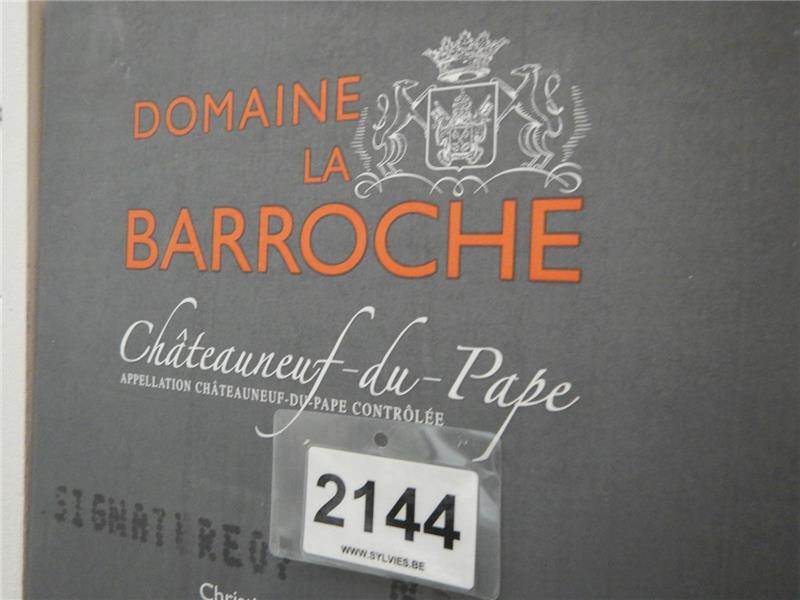 DOMAINE
LA
BARROCHE
Châteauneuf-du-Pape
APPELLATION CHÂTEAUNEUF-DU-PAPE CONTRÔLÉE
2144
WWW.SYLVIES.BE